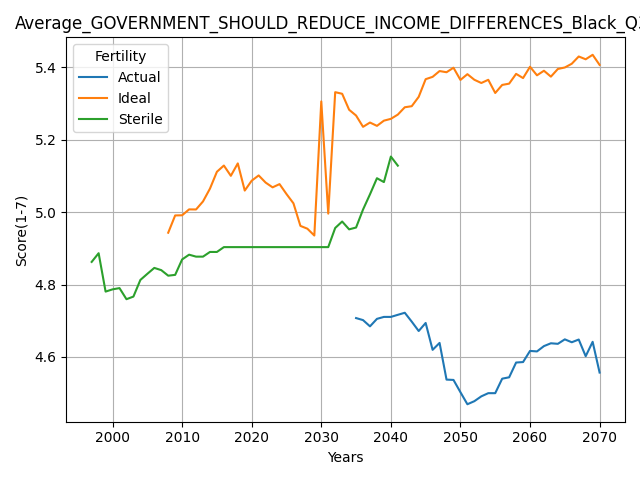 Average_GOVERNMENT_SHOULD_REDUCE_INCOME_DIFFERENCES_Black_Q
Fertility
Actual
Ideal
Sterile
Score(1-7)
5.4
5.2
5.0
4.8
4.6
2000 2010 2020 2030 2040 2050 2060 2070
Years